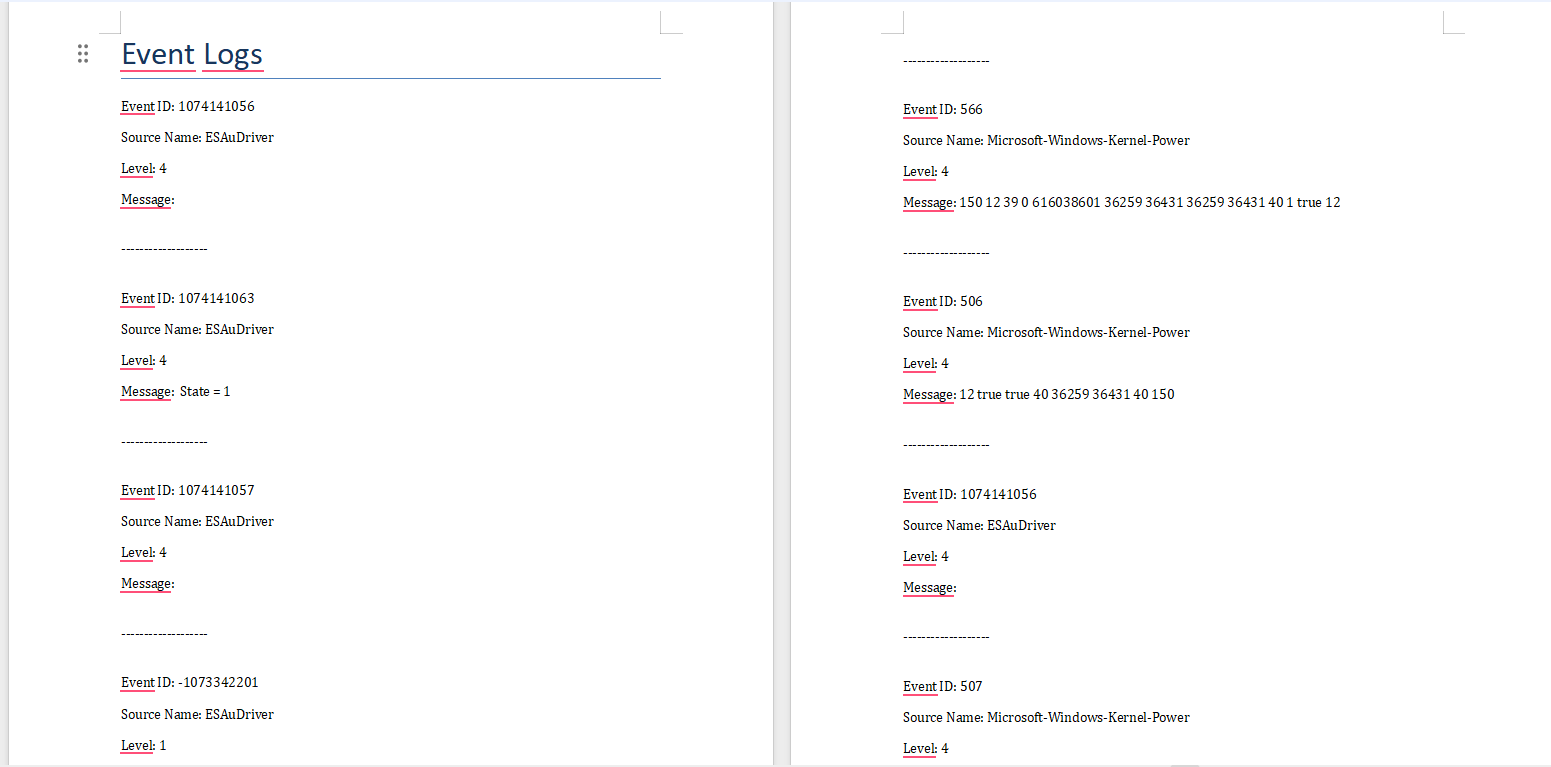 Event Logs
Event ID: 1074141056
Source Name: ESAuDriver
Level: 4
Message:
-------------------
Event ID: 1074141063
Source Name: ESAuDriver
Level: 4
Message:  State = 1
-------------------
Event ID: 1074141057
Source Name: ESAuDriver
Level: 4
Message:
-------------------
Event ID: -1073342201
Source Name: ESAuDriver
Level: 1
-------------------
Event ID: 566
Source Name: Microsoft-Windows-Kernel-Power
Level: 4
Message: 150 12 39 0 616038601 36259 36431 36259 36431 40 1 true 12
-------------------
Event ID: 506
Source Name: Microsoft-Windows-Kernel-Power
Level: 4
Message: 12 true true 40 36259 36431 40 150
-------------------
Event ID: 1074141056
Source Name: ESAuDriver
Level: 4
Message:
-------------------
Event ID: 507
Source Name: Microsoft-Windows-Kernel-Power
Level: 4